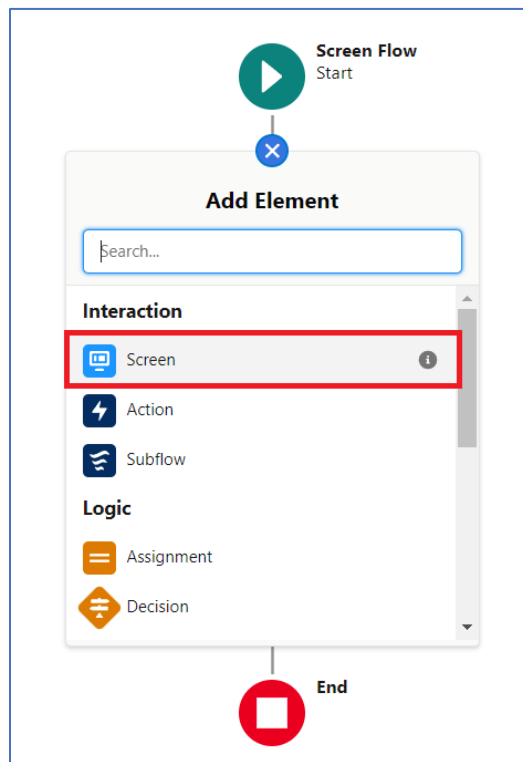 Screen Flow
Start
Add Element
Search...
Interaction
Screen
Action
Subflow
Logic
Assignment
Decision
End